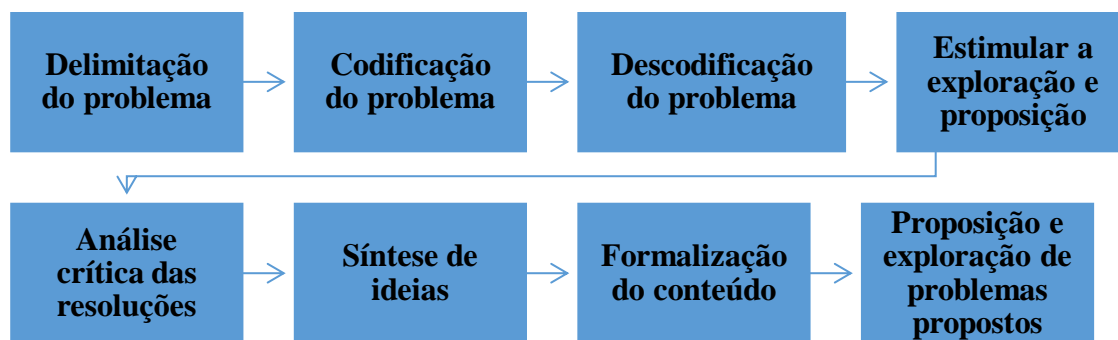 Delimitação
do problema
Codificação
do problema
Descodificação
do problema
Estimular a
exploração e
proposição
Análise
crítica das
resoluções
Síntese de
ideias
Formalização
do conteúdo
Proposição e
exploração de
problemas
propostos